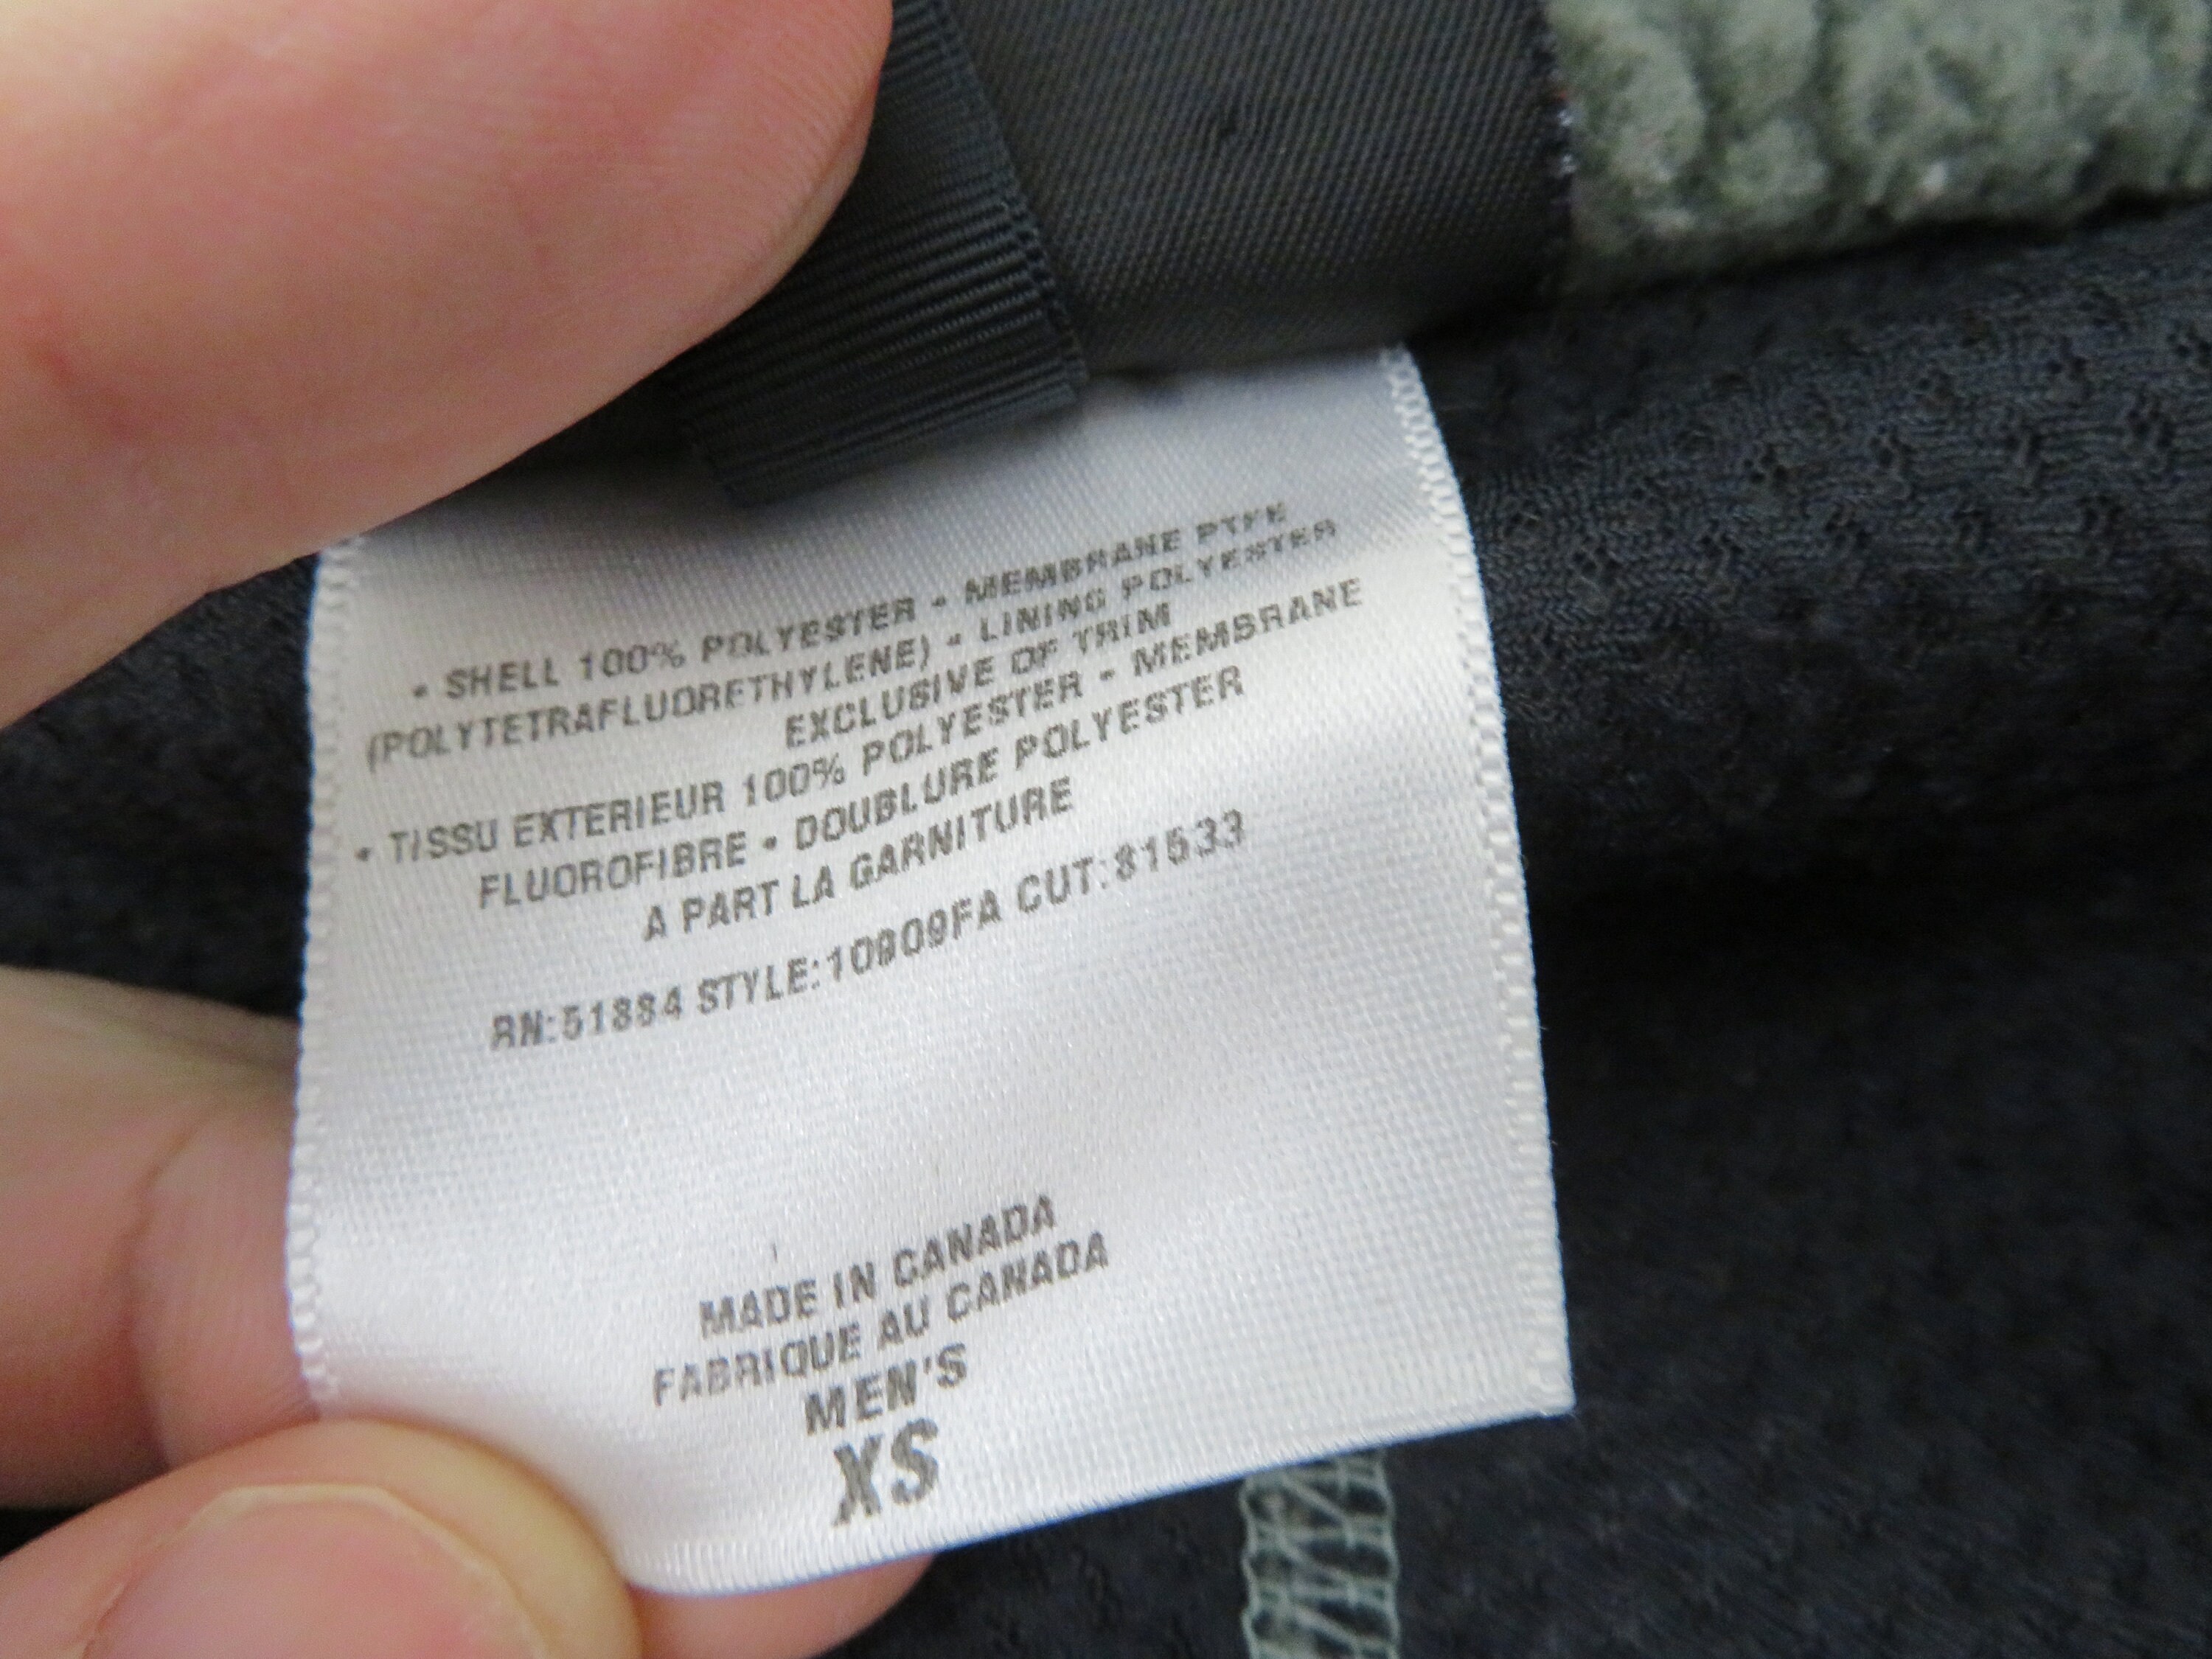 • SHELL 100% POLYESTER • MEMBRANE PTFE
(POLYTETRAFLUORETHYLENE) • LINING POLYESTER
EXCLUSIVE OF TRIM
• TISSU EXTERIEUR 100% POLYESTER • MEMBRANE
FLUOROFIBRE • DOUBLURE POLYESTER
A PART LA GARNITURE
RN:51884 STYLE:10909FA CUT:81533
MADE IN CANADA
FABRIQUE AU CANADA
MEN'S
XS